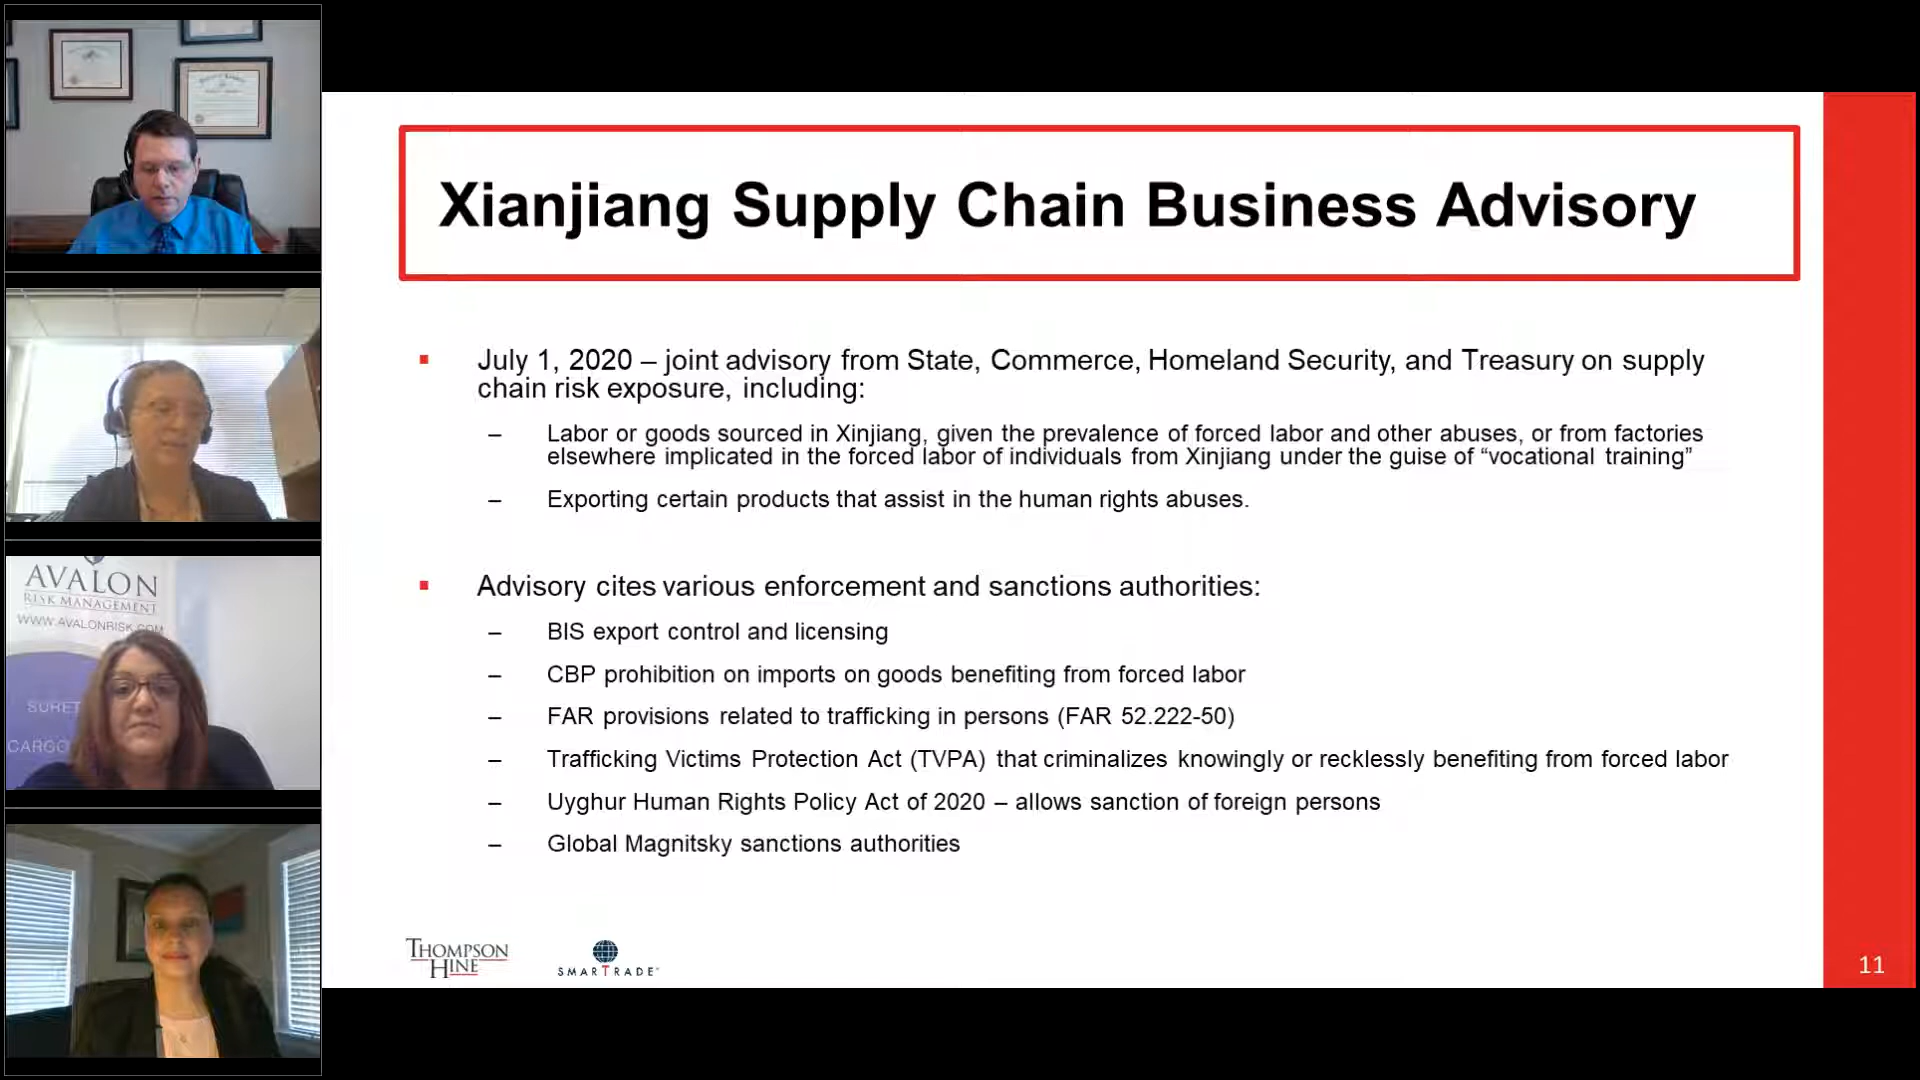 Xianjiang Supply Chain Business Advisory
July 1, 2020 – joint advisory from State, Commerce, Homeland Security, and Treasury on supply
chain risk exposure, including:
– Labor or goods sourced in Xinjiang, given the prevalence of forced labor and other abuses, or from factories
elsewhere implicated in the forced labor of individuals from Xinjiang under the guise of “vocational training”
– Exporting certain products that assist in the human rights abuses.
Advisory cites various enforcement and sanctions authorities:
– BIS export control and licensing
– CBP prohibition on imports on goods benefiting from forced labor
– FAR provisions related to trafficking in persons (FAR 52.222-50)
– Trafficking Victims Protection Act (TVPA) that criminalizes knowingly or recklessly benefiting from forced labor
– Uyghur Human Rights Policy Act of 2020 – allows sanction of foreign persons
– Global Magnitsky sanctions authorities
THOMPSON
HINE
SMARTRADE
11
AVALON
RISK MANAGEMENT
WWW.AVALONRISK.COM
SURET
CARGO